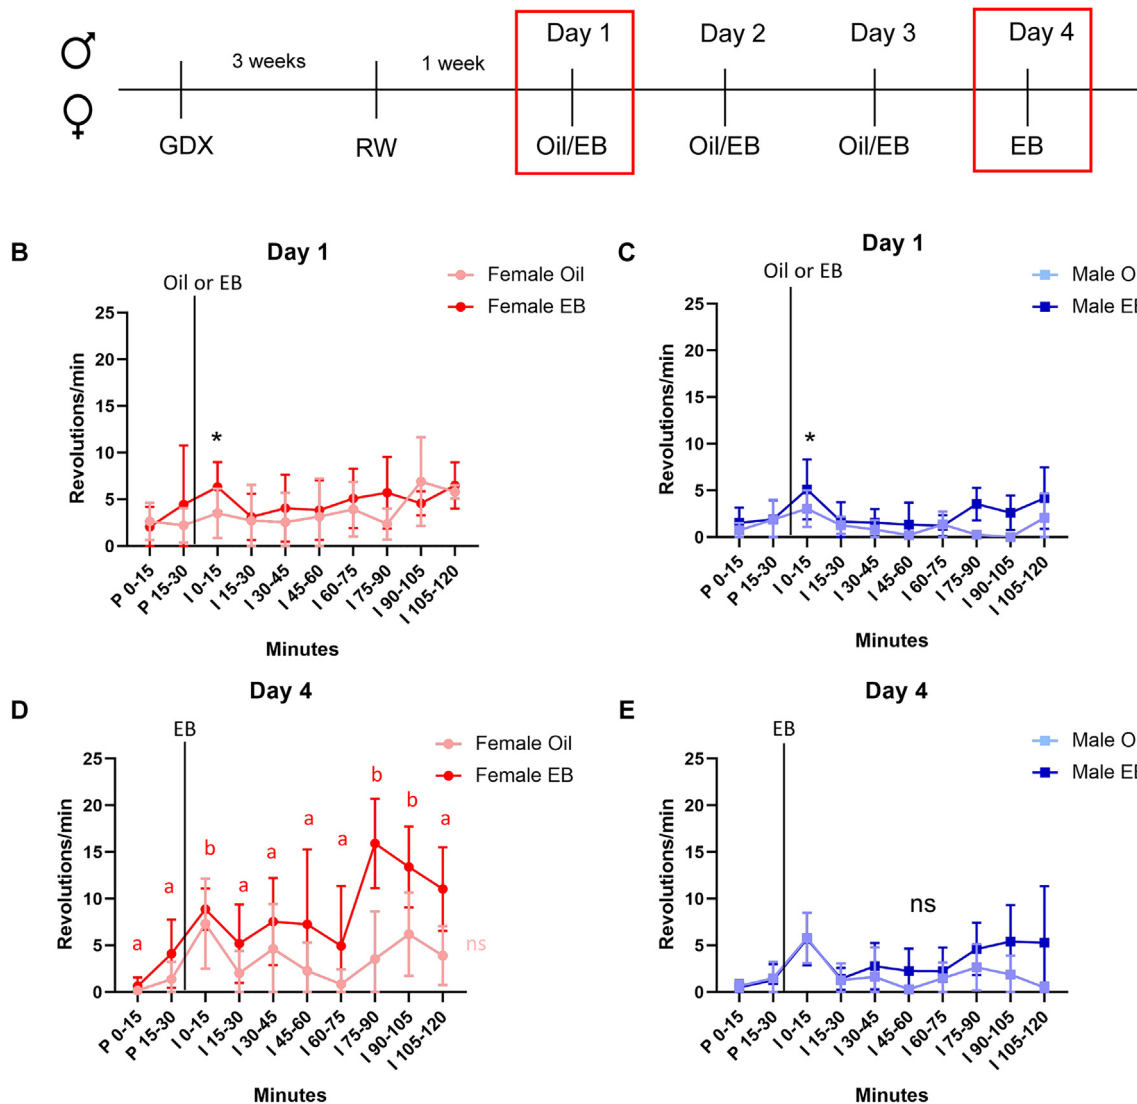 Day 1 Day 2 Day 3 Day 4
3 weeks 1 week
GDX RW Oil/EB Oil/EB Oil/EB EB
B
Day 1
Oil or EB
Female Oil
Female EB
Revolutions/min
25
20
15
10
5
0
*
P 0-15
P 15-30
I 0-15
I 15-30
I 30-45
I 45-60
I 60-75
I 75-90
I 90-105
I 105-120
Minutes
C
Day 1
Oil or EB
Male O
Male EB
Revolutions/min
25
20
15
10
5
0
*
P 0-15
P 15-30
I 0-15
I 15-30
I 30-45
I 45-60
I 60-75
I 75-90
I 90-105
I 105-120
Minutes
D
Day 4
EB
Female Oil
Female EB
Revolutions/min
25
20
15
10
5
0
a a b a a a a b b a
ns
P 0-15
P 15-30
I 0-15
I 15-30
I 30-45
I 45-60
I 60-75
I 75-90
I 90-105
I 105-120
Minutes
E
Day 4
EB
Male O
Male EB
Revolutions/min
25
20
15
10
5
0
ns
P 0-15
P 15-30
I 0-15
I 15-30
I 30-45
I 45-60
I 60-75
I 75-90
I 90-105
I 105-120
Minutes